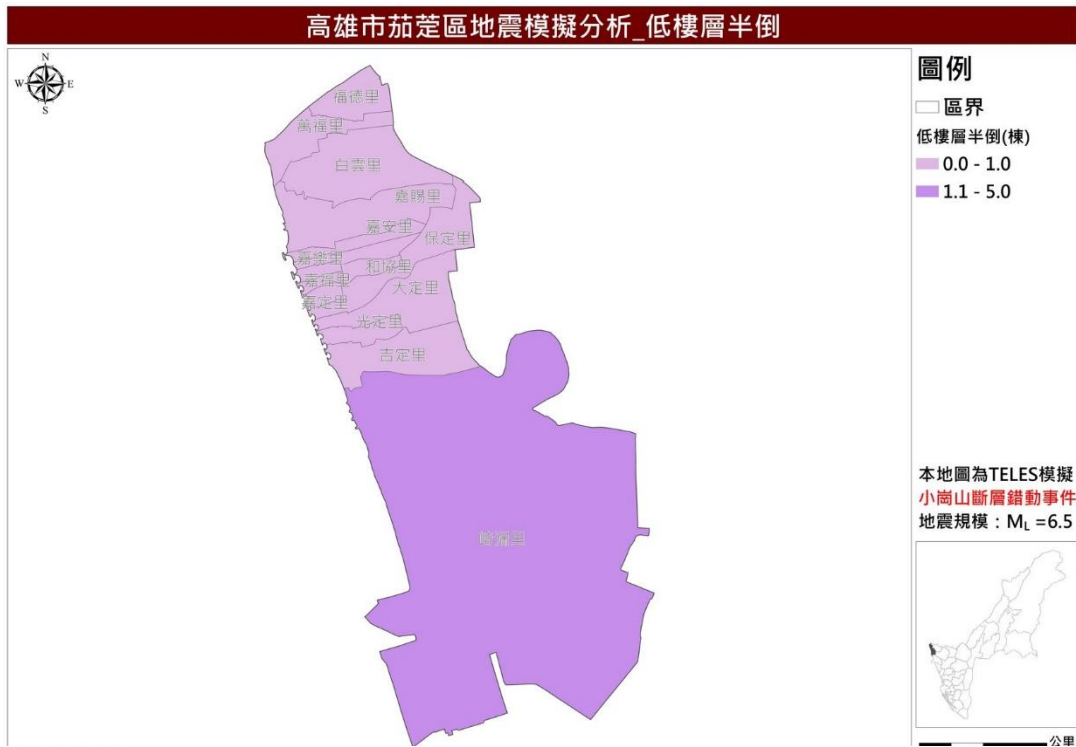 高雄市茄萣區地震模擬分析_低樓層半倒
N
W
E
S
圖例
區界
低樓層半倒(棟)
0.0 - 1.0
1.1 - 5.0
福德里
萬福里
白雲里
嘉賜里
嘉安里
保定里
嘉樂里
和協里
嘉福里
大定里
嘉定里
光定里
吉定里
崎漏里
本地圖為TELES模擬
小崗山斷層錯動事件
地震規模：ML =6.5
公里